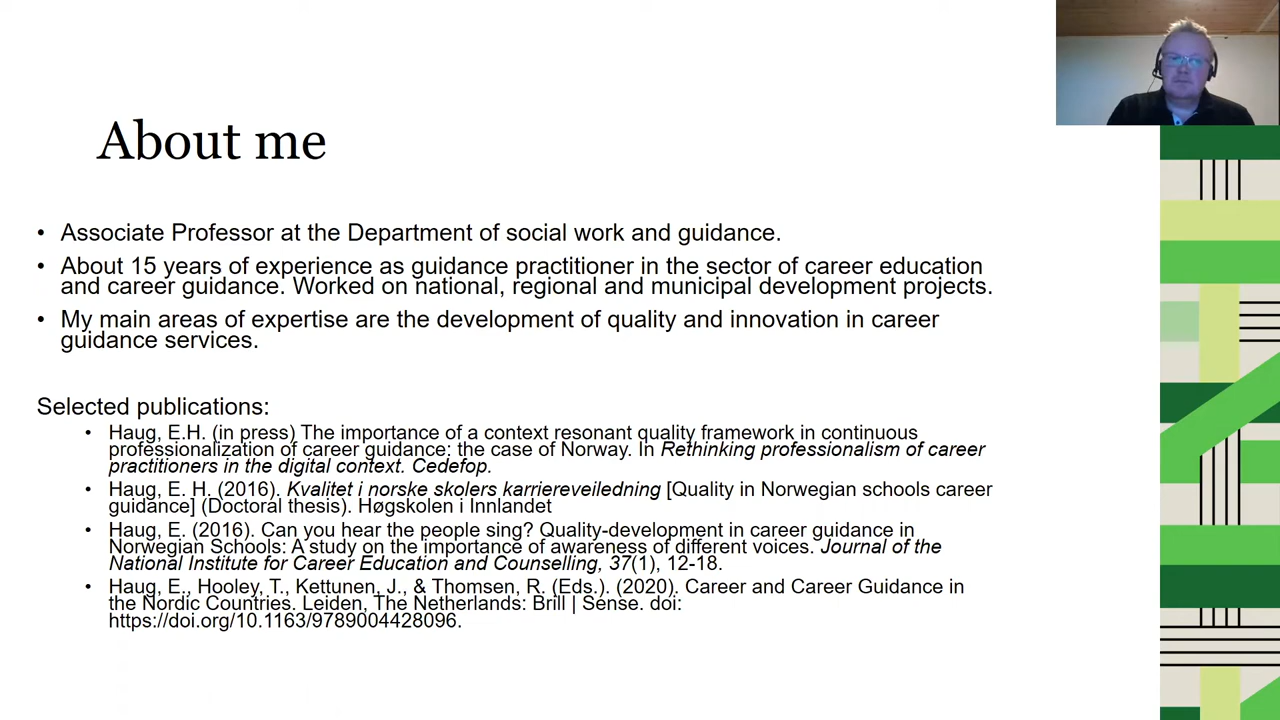 About me
• Associate Professor at the Department of social work and guidance.
• About 15 years of experience as guidance practitioner in the sector of career education
and career guidance. Worked on national, regional and municipal development projects.
• My main areas of expertise are the development of quality and innovation in career
guidance services.
Selected publications:
• Haug, E.H. (in press) The importance of a context resonant quality framework in continuous
professionalization of career guidance: the case of Norway. In Rethinking professionalism of career
practitioners in the digital context. Cedefop.
• Haug, E. H. (2016). Kvalitet i norske skolers karriereveiledning [Quality in Norwegian schools career
guidance] (Doctoral thesis). Høgskolen i Innlandet
• Haug, E. (2016). Can you hear the people sing? Quality-development in career guidance in
Norwegian Schools: A study on the importance of awareness of different voices. Journal of the
National Institute for Career Education and Counselling, 37(1), 12-18.
• Haug, E., Hooley, T., Kettunen, J., & Thomsen, R. (Eds.). (2020). Career and Career Guidance in
the Nordic Countries. Leiden, The Netherlands: Brill | Sense. doi:
https://doi.org/10.1163/9789004428096.